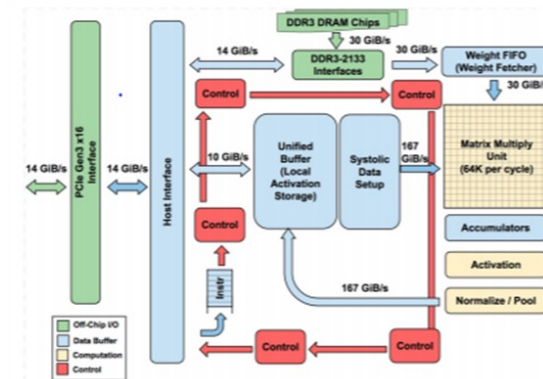 DDR3 DRAM Chips
14 GiB/s
30 GiB/s
30 GiB/s
DDR3-2133
Interfaces
Weight FIFO
(Weight Fetcher)
Control
Control
30 GiB/s
14 GiB/s
PCIe Gen3 x16
Interface
14 GiB/s
Host Interface
10 GiB/s
Unified
Buffer
(Local
Activation
Storage)
Systolic
Data
Setup
167
GiB/s
Matrix Multiply
Unit
(64K per cycle)
Control
Accumulators
Activation
Instr
167 GiB/s
Normalize / Pool
Off-Chip I/O
Data Buffer
Computation
Control
Control
Control